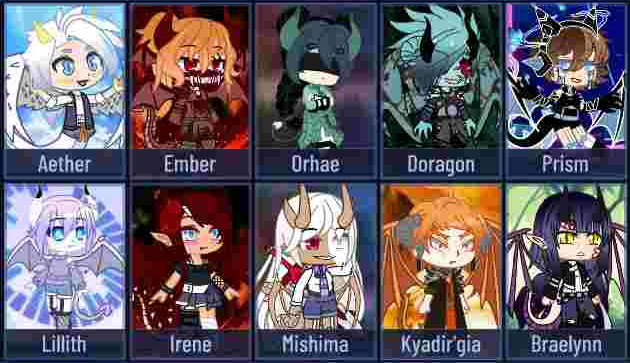 Aether
Ember
Orhae
Doragon
Prism
Lillith
Irene
Mishima
Kyadir'gia
Braelynn